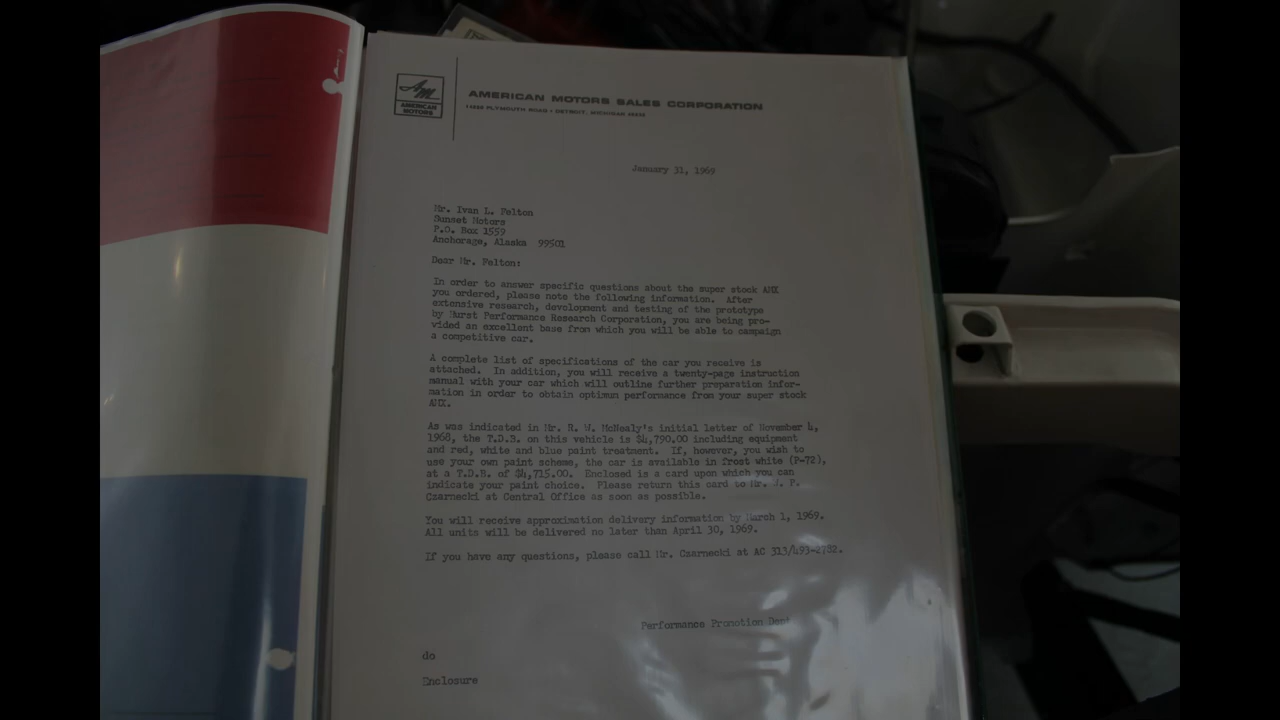 AM
AMERICAN
MOTORS
AMERICAN MOTORS SALES CORPORATION
PLYMOUTH ROAD • DETROIT, MICHIGAN
January 31, 1969
Mr. Ivan L. Felton
Sunset Motors
P.O. Box 1559
Anchorage, Alaska 99501
Dear Mr. Felton:
In order to answer specific questions about the super stock AMX
you ordered, please note the following information. After
extensive research, development and testing of the prototype
by Hurst Performance Research Corporation, you are being pro-
vided an excellent base from which you will be able to campaign
a competitive car.
A complete list of specifications of the car you receive is
attached. In addition, you will receive a twenty-page instruction
manual with your car which will outline further preparation infor-
mation in order to obtain optimum performance from your super stock
AMX.
As was indicated in Mr. R. W. McNealy's initial letter of November 4,
1968, the T.D.B. on this vehicle is $4,790.00 including equipment
and red, white and blue paint treatment. If, however, you wish to
use your own paint scheme, the car is available in frost white (P-72),
at a T.D.B. of $4,715.00. Enclosed is a card upon which you can
indicate your paint choice. Please return this card to Mr. W. P.
Czarnecki at Central Office as soon as possible.
You will receive approximation delivery information by March 1, 1969.
All units will be delivered no later than April 30, 1969.
If you have any questions, please call Mr. Czarnecki at AC 313/493-2782.
Performance Promotion Dept
do
Enclosure